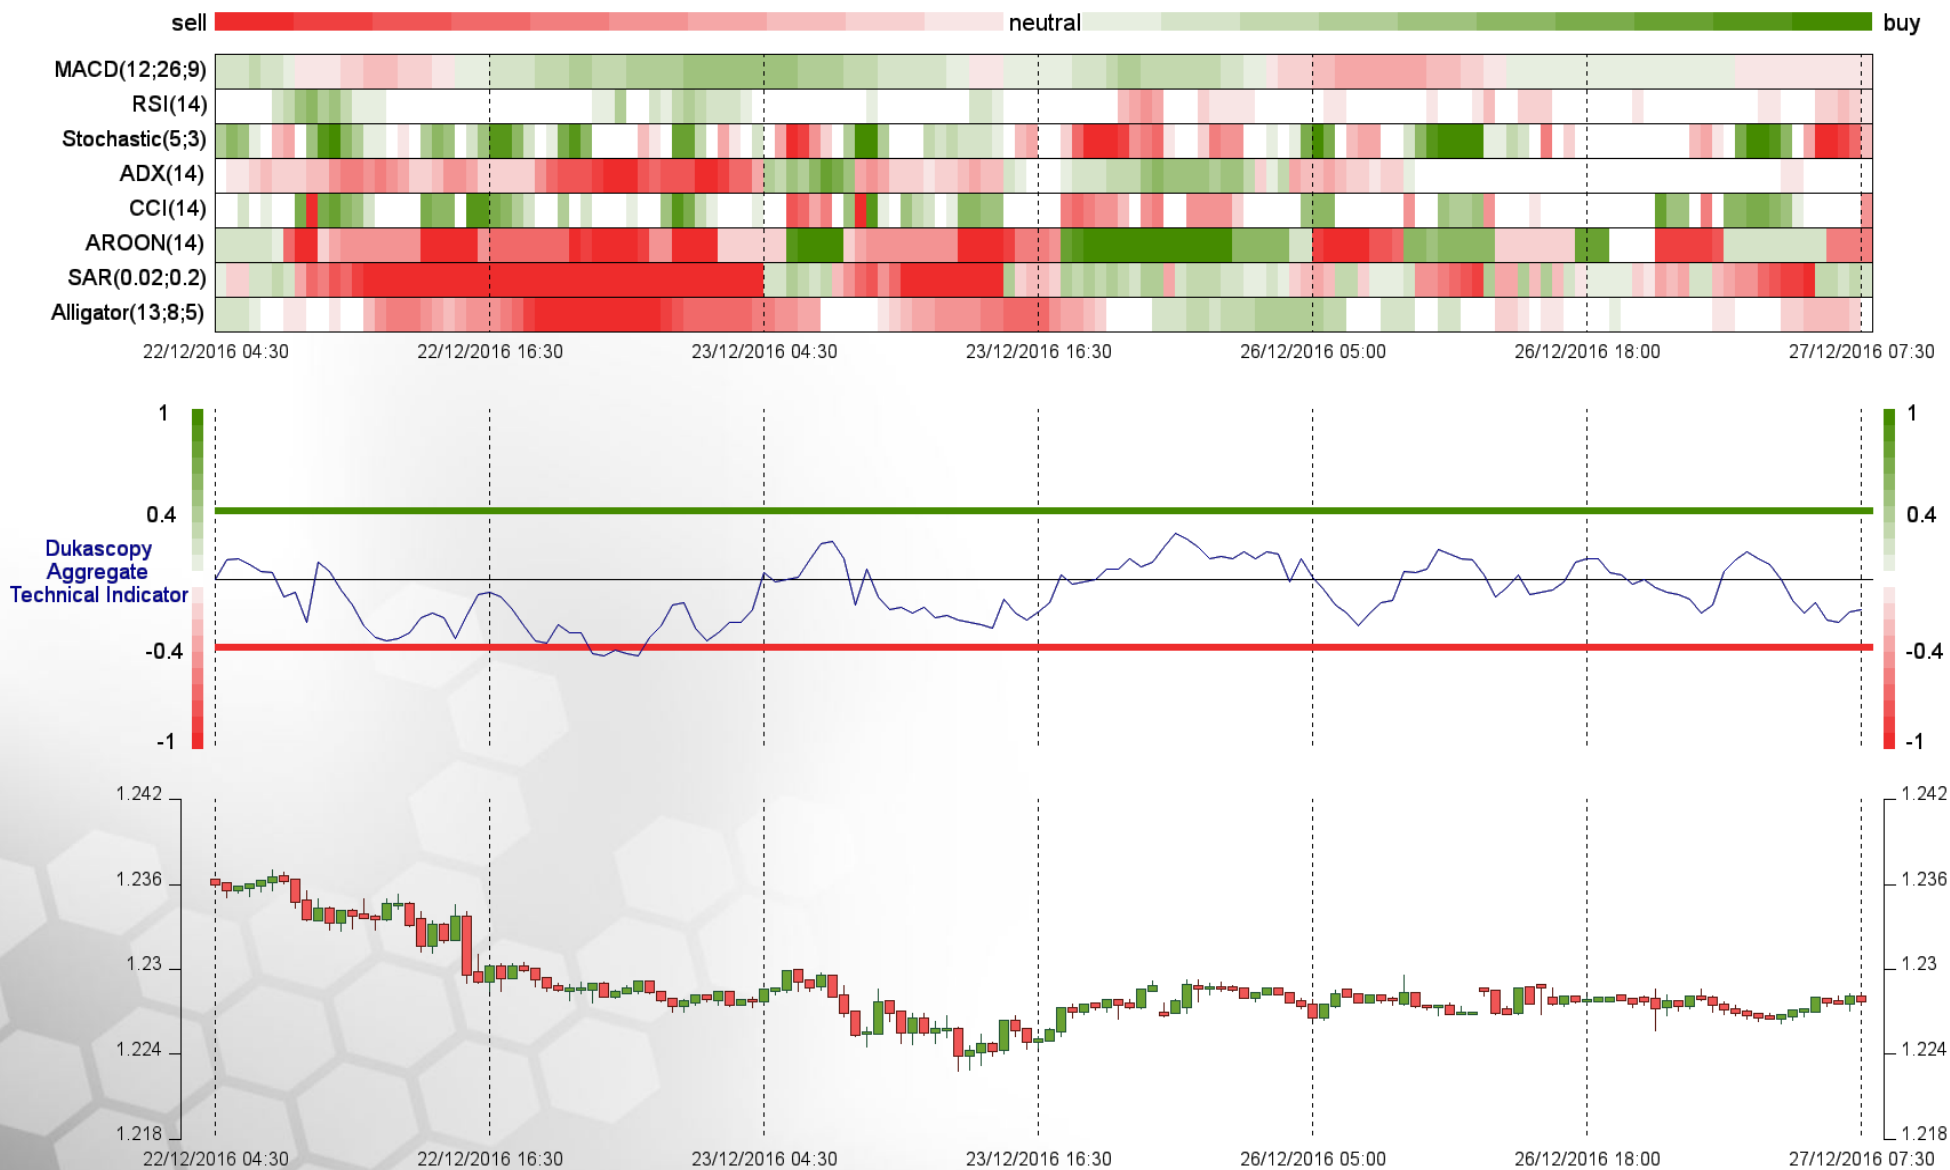 sell neutral buy
MACD(12;26;9)
RSI(14)
Stochastic(5;3)
ADX(14)
CCI(14)
AROON(14)
SAR(0.02;0.2)
Alligator(13;8;5)
22/12/2016 04:30 22/12/2016 16:30 23/12/2016 04:30 23/12/2016 16:30 26/12/2016 05:00 26/12/2016 18:00 27/12/2016 07:30
1 1
0.4 0.4
Dukascopy
Aggregate
Technical Indicator
-0.4 -0.4
-1 -1
1.242 1.242
1.236 1.236
1.23 1.23
1.224 1.224
1.218 1.218
22/12/2016 04:30 22/12/2016 16:30 23/12/2016 04:30 23/12/2016 16:30 26/12/2016 05:00 26/12/2016 18:00 27/12/2016 07:30